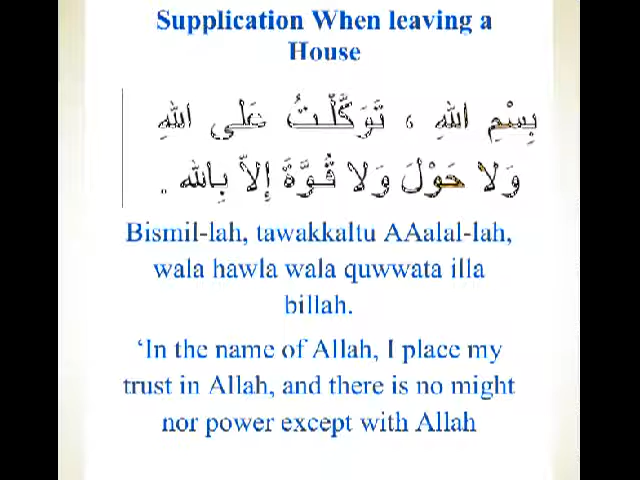 Supplication When leaving a
House
بِسْمِ اللهِ ، تَوَكَّلْتُ عَلَى اللهِ
وَلَا حَوْلَ وَلَا قُوَّةَ إِلاَّ بِاللهِ .
Bismil-lah, tawakkaltu AAalal-lah,
wala hawla wala quwwata illa
billah.
‘In the name of Allah, I place my
trust in Allah, and there is no might
nor power except with Allah